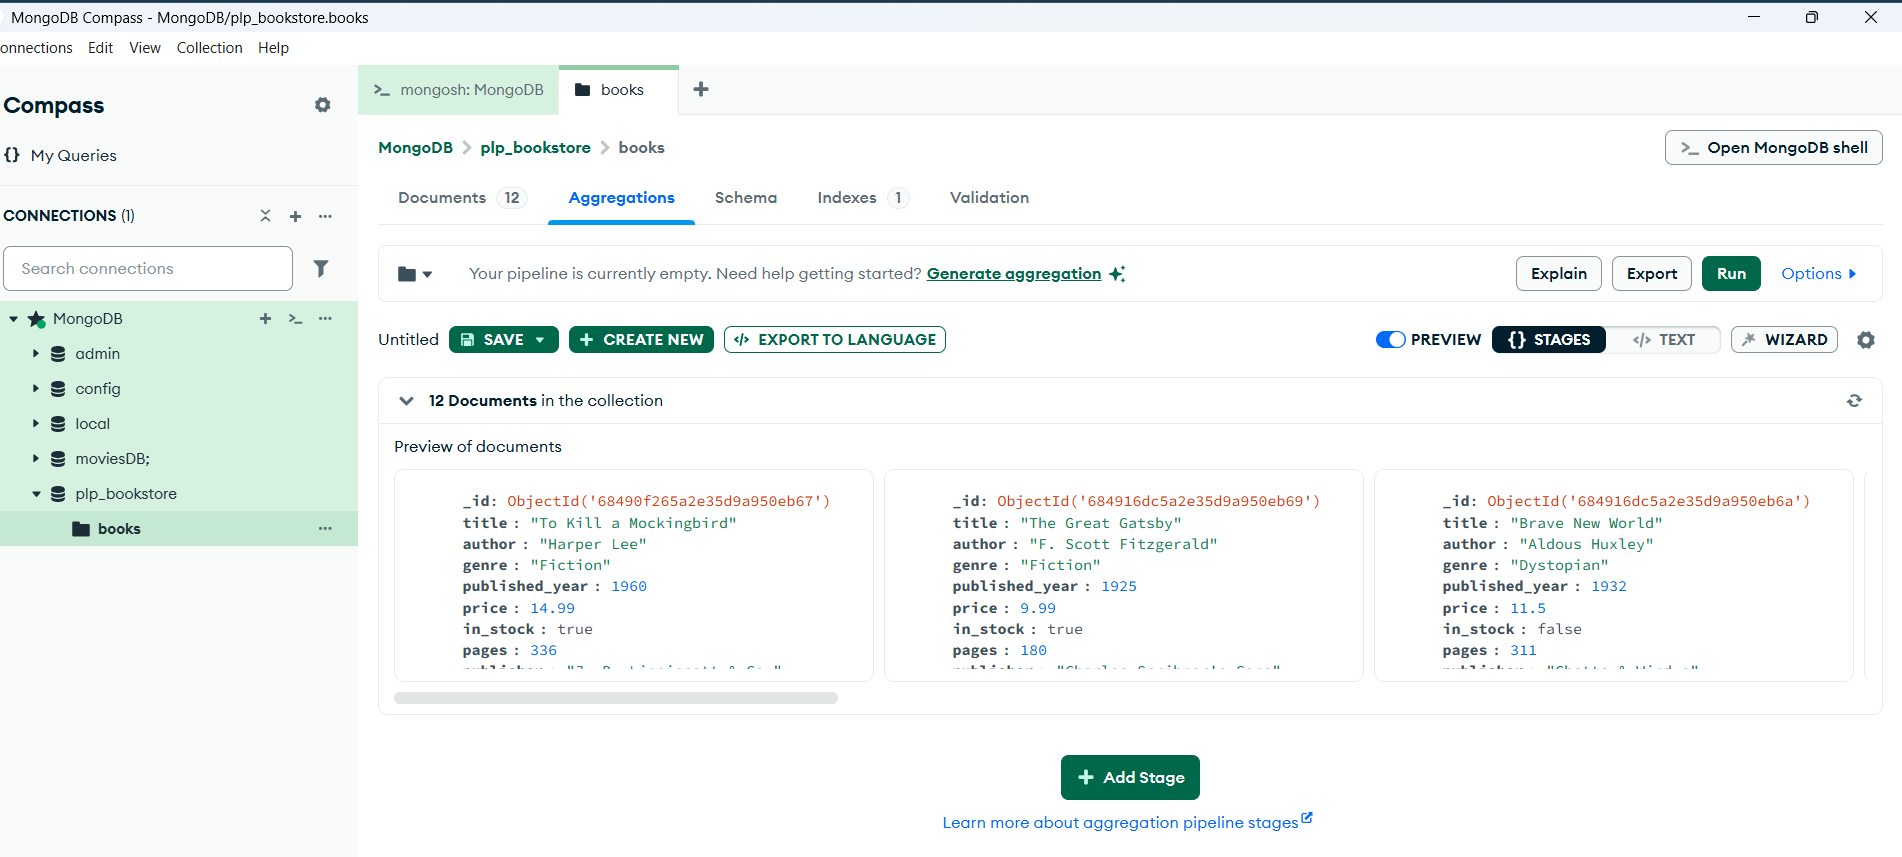 MongoDB Compass - MongoDB/plp_bookstore.books
onnections Edit View Collection Help
Compass
{} My Queries
CONNECTIONS (1)
Search connections
MongoDB
admin
config
local
moviesDB;
plp_bookstore
books
>_ mongosh: MongoDB
books
MongoDB > plp_bookstore > books
>_ Open MongoDB shell
Documents 12
Aggregations
Schema
Indexes 1
Validation
Your pipeline is currently empty. Need help getting started? Generate aggregation
Explain
Export
Run
Options
Untitled
SAVE
+ CREATE NEW
</> EXPORT TO LANGUAGE
PREVIEW
{} STAGES
</> TEXT
WIZARD
12 Documents in the collection
Preview of documents
_id: ObjectId('68490f265a2e35d9a950eb67')
title : "To Kill a Mockingbird"
author : "Harper Lee"
genre : "Fiction"
published_year : 1960
price : 14.99
in_stock : true
pages : 336
_id: ObjectId('684916dc5a2e35d9a950eb69')
title : "The Great Gatsby"
author : "F. Scott Fitzgerald"
genre : "Fiction"
published_year : 1925
price : 9.99
in_stock : true
pages : 180
_id: ObjectId('684916dc5a2e35d9a950eb6a')
title : "Brave New World"
author : "Aldous Huxley"
genre : "Dystopian"
published_year : 1932
price : 11.5
in_stock : false
pages : 311
+ Add Stage
Learn more about aggregation pipeline stages